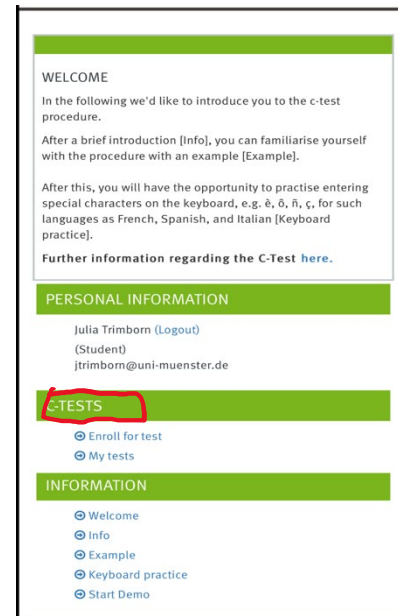 WELCOME
In the following we'd like to introduce you to the c-test
procedure.
After a brief introduction [Info], you can familiarise yourself
with the procedure with an example [Example].
After this, you will have the opportunity to practise entering
special characters on the keyboard, e.g. è, ô, ñ, ç, for such
languages as French, Spanish, and Italian [Keyboard
practice].
Further information regarding the C-Test here.
PERSONAL INFORMATION
Julia Trimborn (Logout)
(Student)
jtrimborn@uni-muenster.de
C-TESTS
Enroll for test
My tests
INFORMATION
Welcome
Info
Example
Keyboard practice
Start Demo